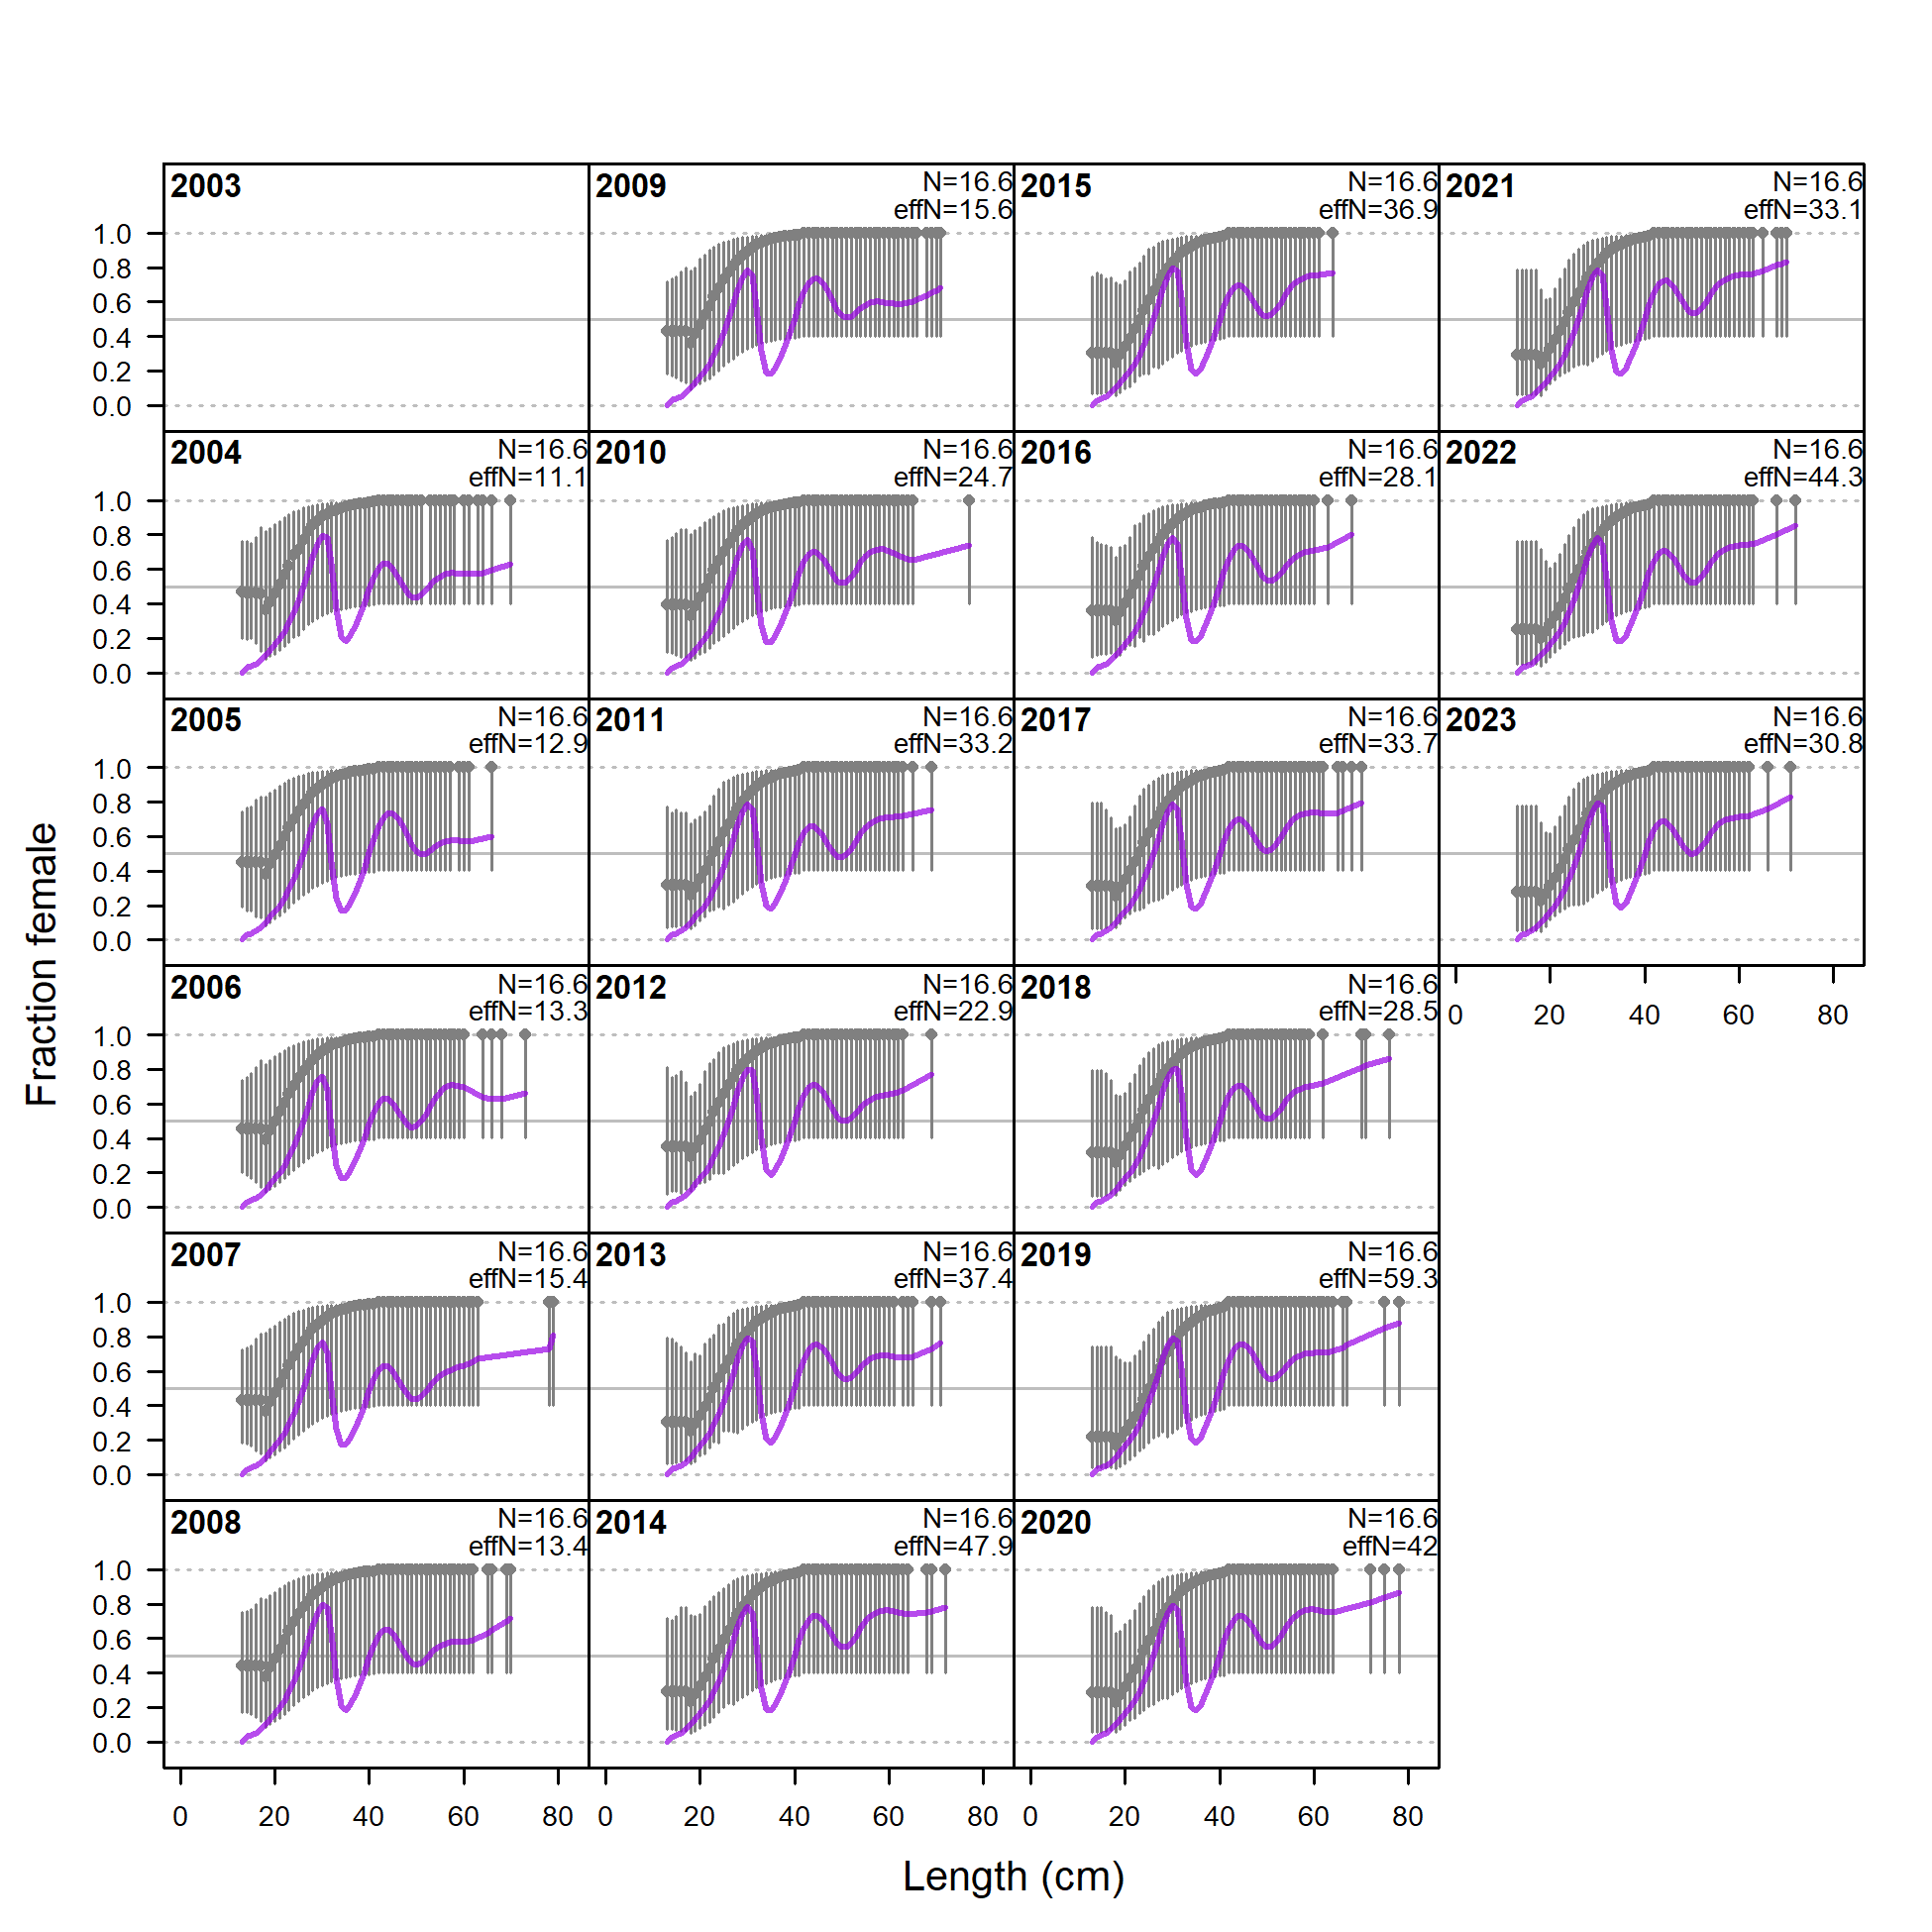 2003
2009
N=16.6
effN=15.6
2015
N=16.6
effN=36.9
2021
N=16.6
effN=33.1
1.0
0.8
0.6
0.4
0.2
0.0
2004
N=16.6
effN=11.1
2010
N=16.6
effN=24.7
2016
N=16.6
effN=28.1
2022
N=16.6
effN=44.3
1.0
0.8
0.6
0.4
0.2
0.0
2005
N=16.6
effN=12.9
2011
N=16.6
effN=33.2
2017
N=16.6
effN=33.7
2023
N=16.6
effN=30.8
1.0
0.8
0.6
0.4
0.2
0.0
2006
N=16.6
effN=13.3
2012
N=16.6
effN=22.9
2018
N=16.6
effN=28.5
0 20 40 60 80
1.0
0.8
0.6
0.4
0.2
0.0
2007
N=16.6
effN=15.4
2013
N=16.6
effN=37.4
2019
N=16.6
effN=59.3
1.0
0.8
0.6
0.4
0.2
0.0
2008
N=16.6
effN=13.4
2014
N=16.6
effN=47.9
2020
N=16.6
effN=42
1.0
0.8
0.6
0.4
0.2
0.0
0 20 40 60 80 0 20 40 60 80 0 20 40 60 80
Length (cm)
Fraction female